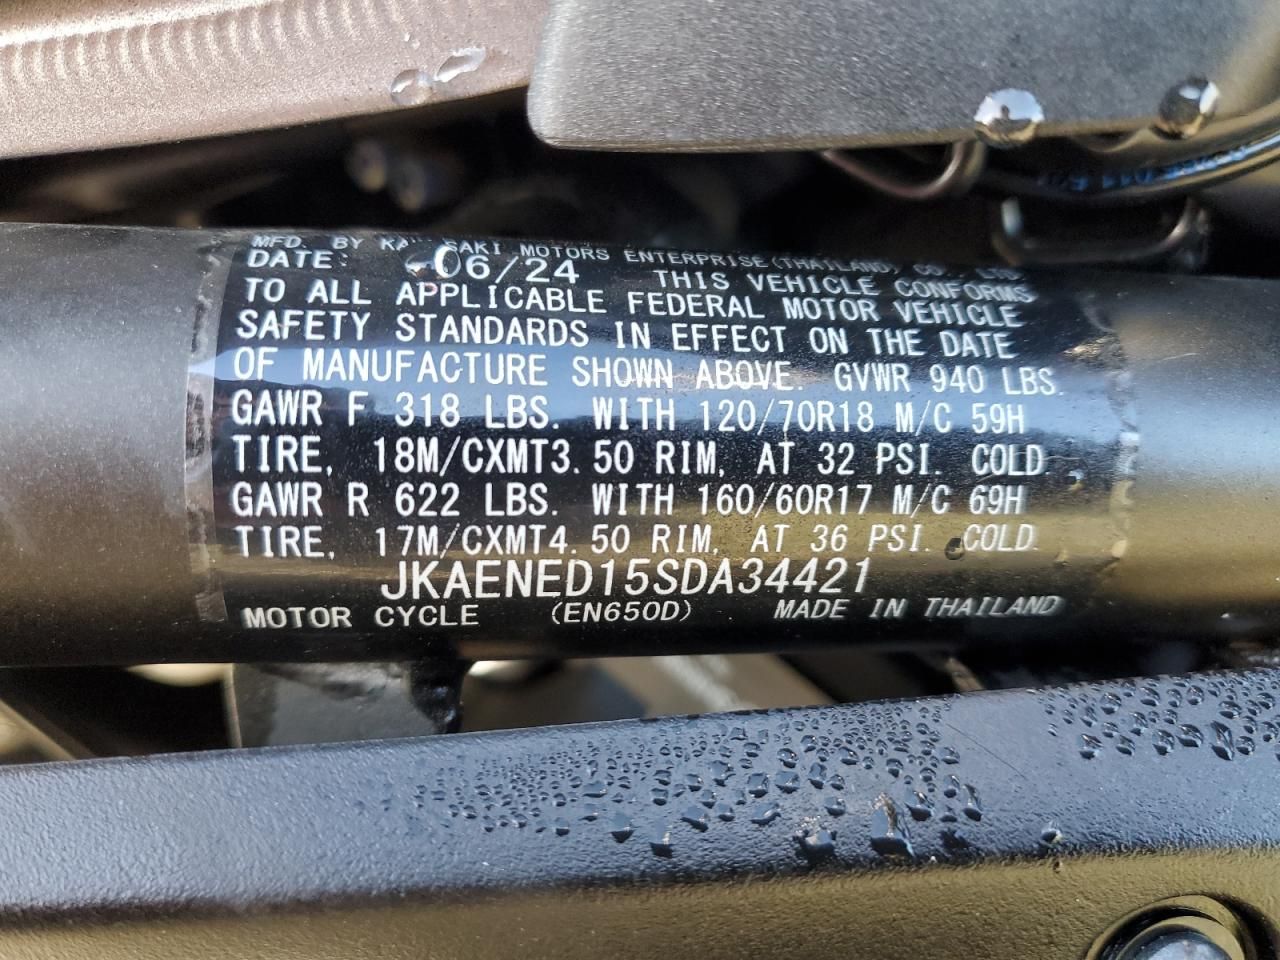 MFD. BY KAWASAKI MOTORS ENTERPRISE (THAILAND) CO., LTD
DATE: 06/24 THIS VEHICLE CONFORMS
TO ALL APPLICABLE FEDERAL MOTOR VEHICLE
SAFETY STANDARDS IN EFFECT ON THE DATE
OF MANUFACTURE SHOWN ABOVE. GVWR 940 LBS.
GAWR F 318 LBS. WITH 120/70R18 M/C 59H
TIRE, 18M/CXMT3.50 RIM, AT 32 PSI. COLD.
GAWR R 622 LBS. WITH 160/60R17 M/C 69H
TIRE, 17M/CXMT4.50 RIM, AT 36 PSI. COLD.
JKAENED15SDA34421
MOTOR CYCLE (EN650D) MADE IN THAILAND